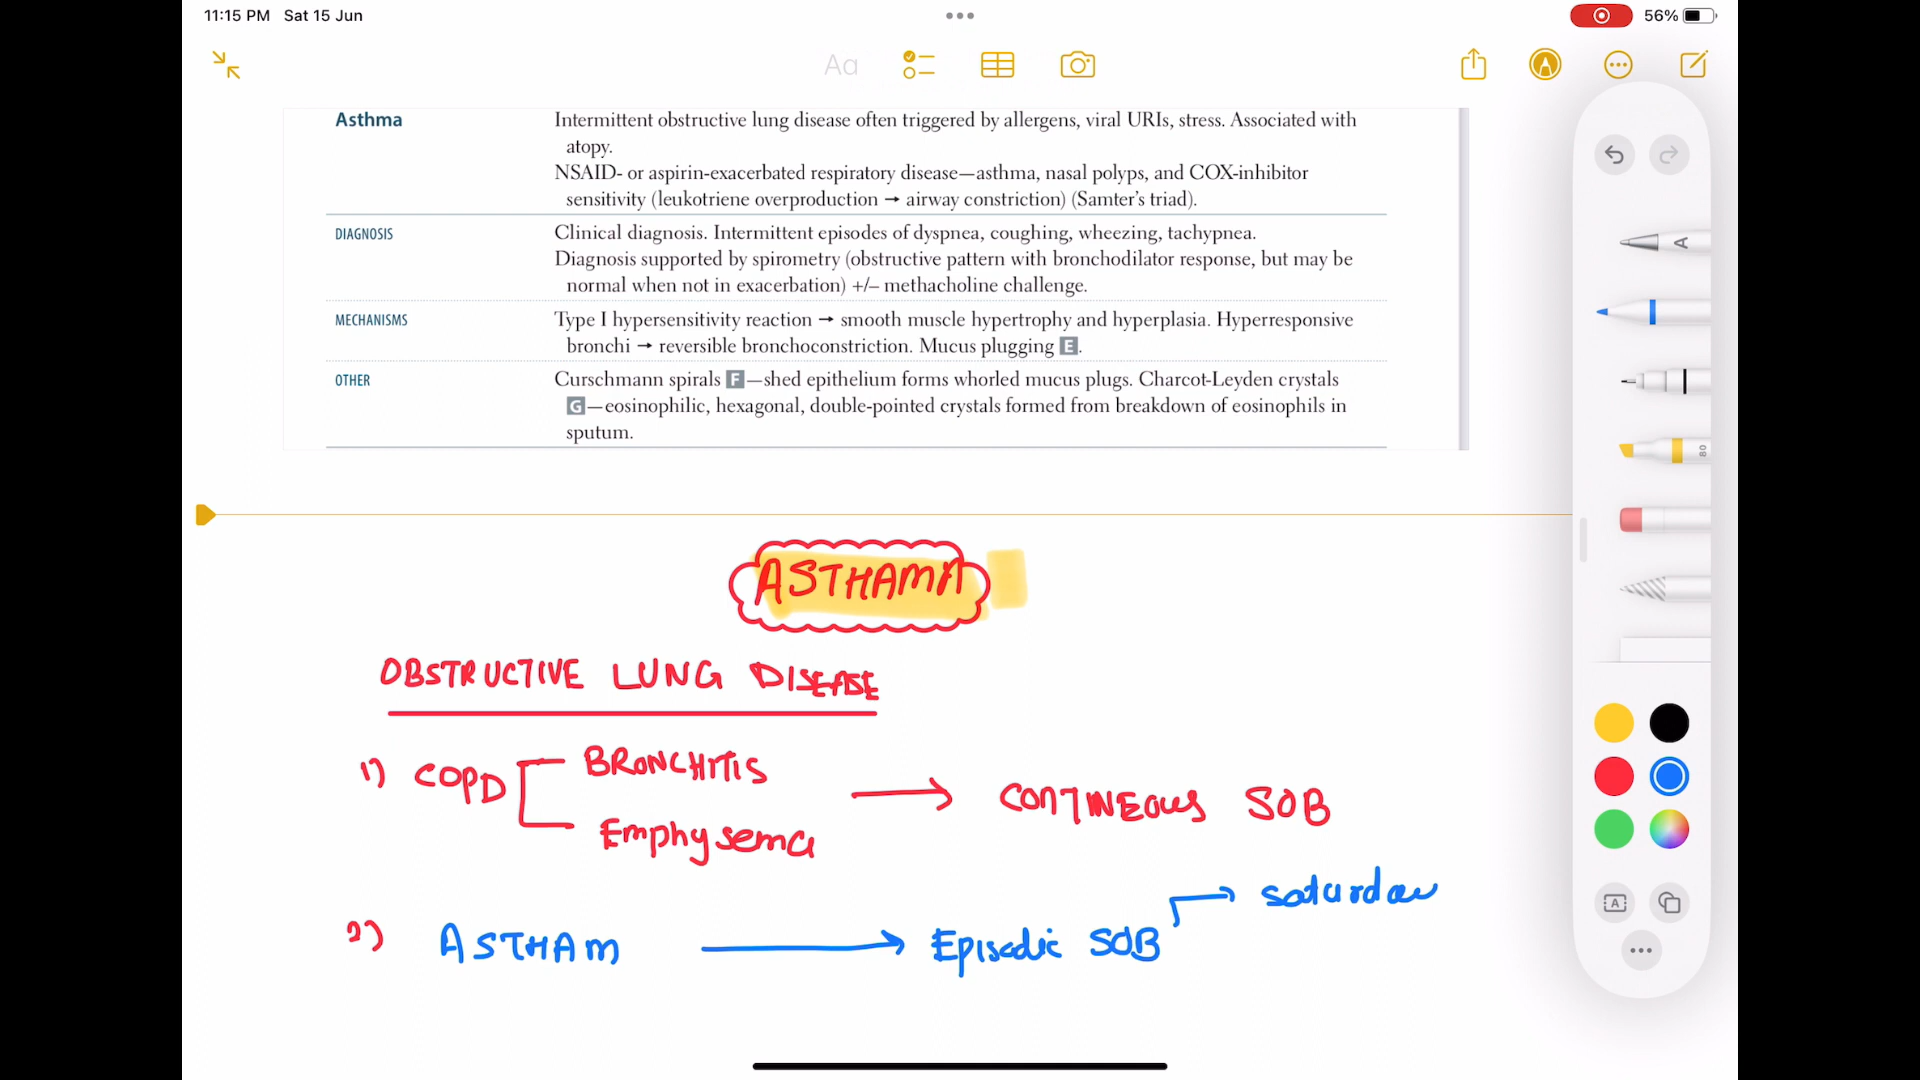 11:15 PM Sat 15 Jun
56%
Aa
Asthma Intermittent obstructive lung disease often triggered by allergens, viral URIs, stress. Associated with
atopy.
NSAID- or aspirin-exacerbated respiratory disease—asthma, nasal polyps, and COX-inhibitor
sensitivity (leukotriene overproduction → airway constriction) (Samter's triad).
DIAGNOSIS Clinical diagnosis. Intermittent episodes of dyspnea, coughing, wheezing, tachypnea.
Diagnosis supported by spirometry (obstructive pattern with bronchodilator response, but may be
normal when not in exacerbation) +/– methacholine challenge.
MECHANISMS Type I hypersensitivity reaction → smooth muscle hypertrophy and hyperplasia. Hyperresponsive
bronchi → reversible bronchoconstriction. Mucus plugging E.
OTHER Curschmann spirals F—shed epithelium forms whorled mucus plugs. Charcot-Leyden crystals
G—eosinophilic, hexagonal, double-pointed crystals formed from breakdown of eosinophils in
sputum.
A
80
ASTHAMA
OBSTRUCTIVE LUNG DISEASE
1) COPD BRONCHITIS → CONTINEOUS SOB
Emphysema
saturday
2) ASTHAM → Episodic SOB
A